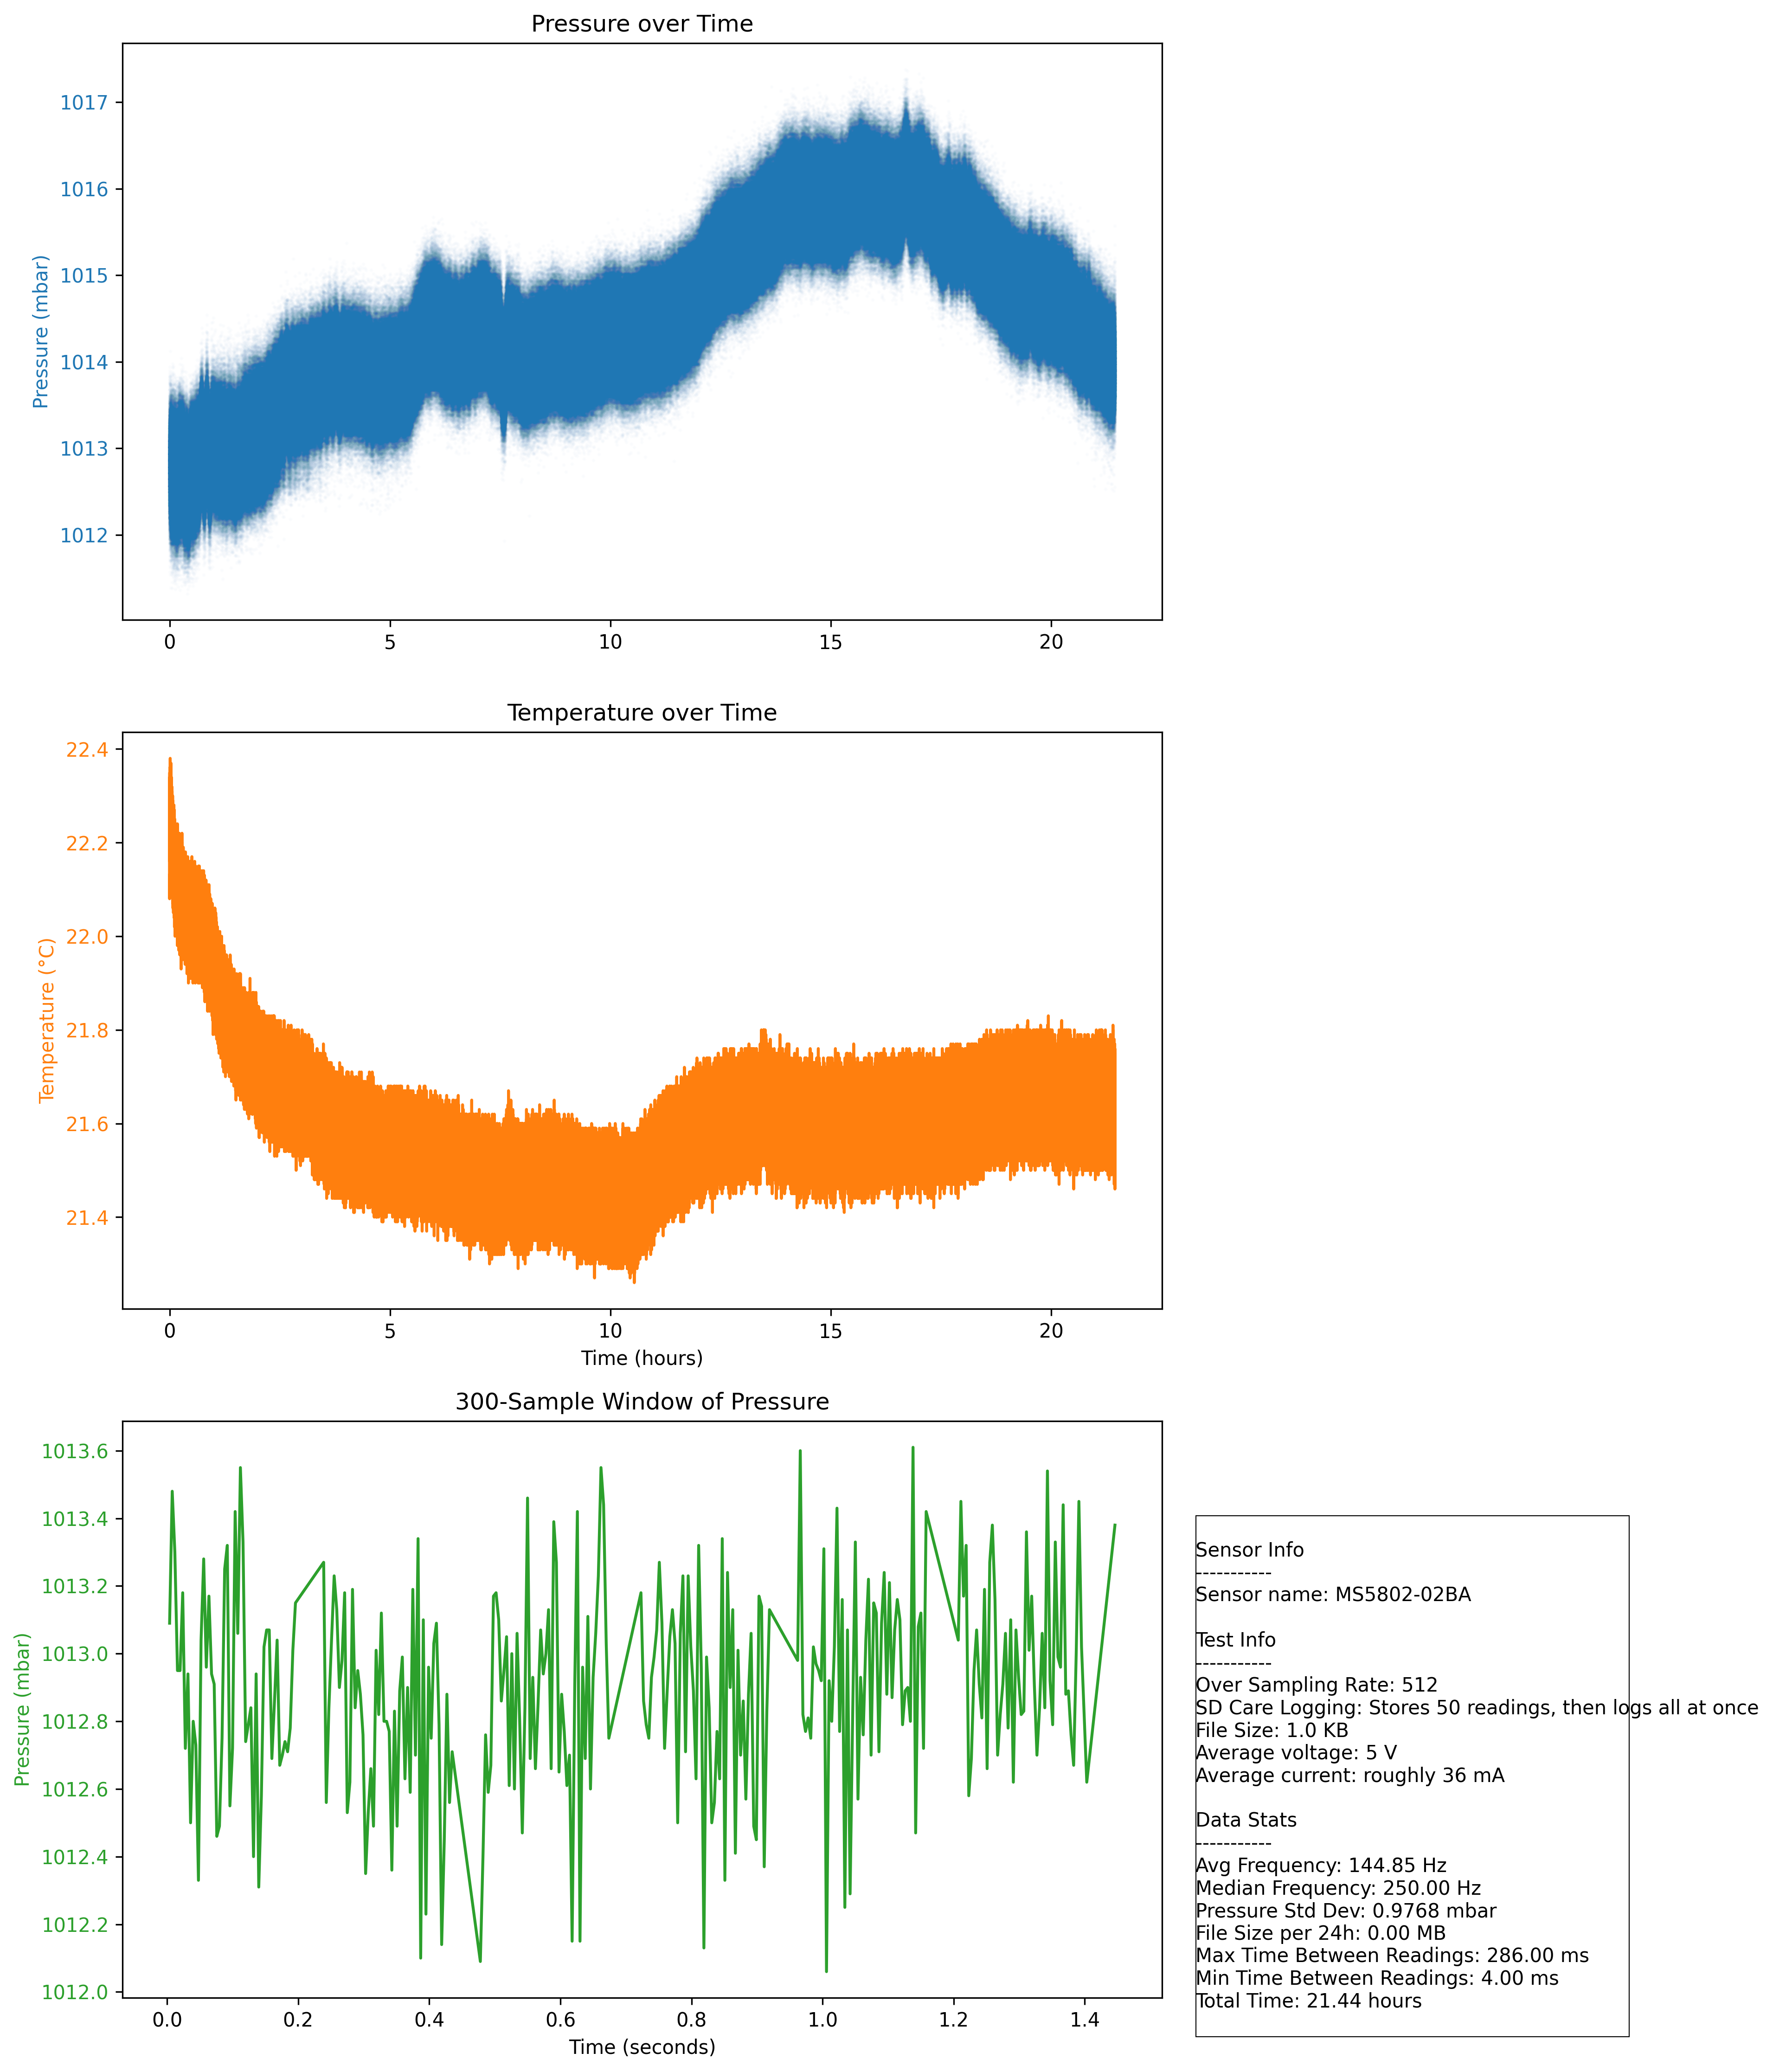 Pressure over Time
Pressure (mbar)
1017
1016
1015
1014
1013
1012
0 5 10 15 20
Temperature over Time
Temperature (°C)
22.4
22.2
22.0
21.8
21.6
21.4
0 5 10 15 20
Time (hours)
300-Sample Window of Pressure
Pressure (mbar)
1013.6
1013.4
1013.2
1013.0
1012.8
1012.6
1012.4
1012.2
1012.0
0.0 0.2 0.4 0.6 0.8 1.0 1.2 1.4
Time (seconds)
Sensor Info
-----------
Sensor name: MS5802-02BA
Test Info
-----------
Over Sampling Rate: 512
SD Care Logging: Stores 50 readings, then logs all at once
File Size: 1.0 KB
Average voltage: 5 V
Average current: roughly 36 mA
Data Stats
-----------
Avg Frequency: 144.85 Hz
Median Frequency: 250.00 Hz
Pressure Std Dev: 0.9768 mbar
File Size per 24h: 0.00 MB
Max Time Between Readings: 286.00 ms
Min Time Between Readings: 4.00 ms
Total Time: 21.44 hours